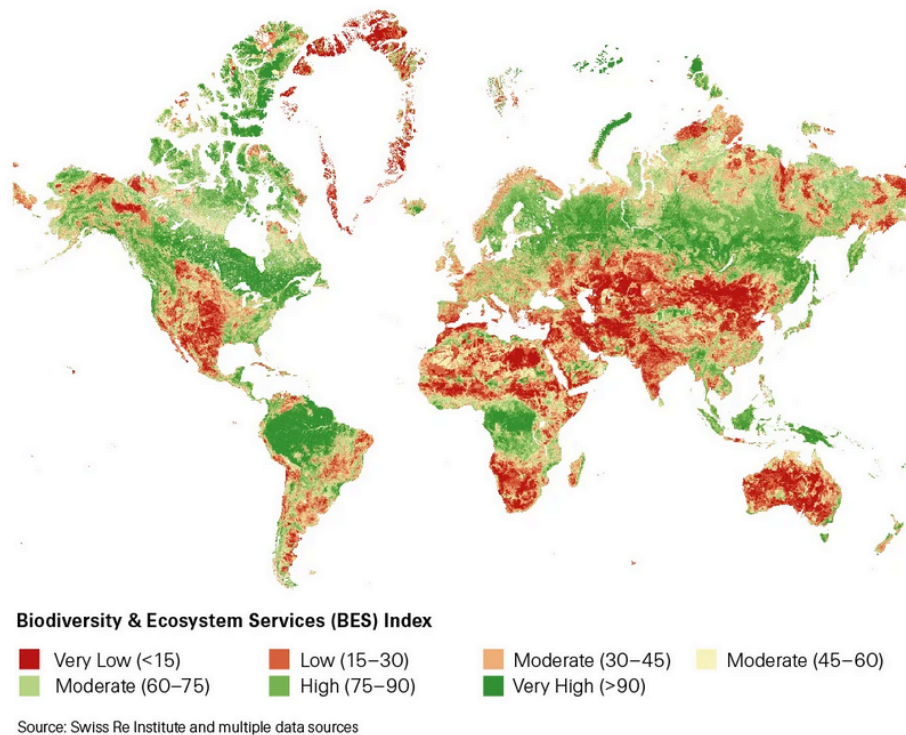 Biodiversity & Ecosystem Services (BES) Index
Very Low (<15) Low (15–30) Moderate (30–45) Moderate (45–60)
Moderate (60–75) High (75–90) Very High (>90)
Source: Swiss Re Institute and multiple data sources